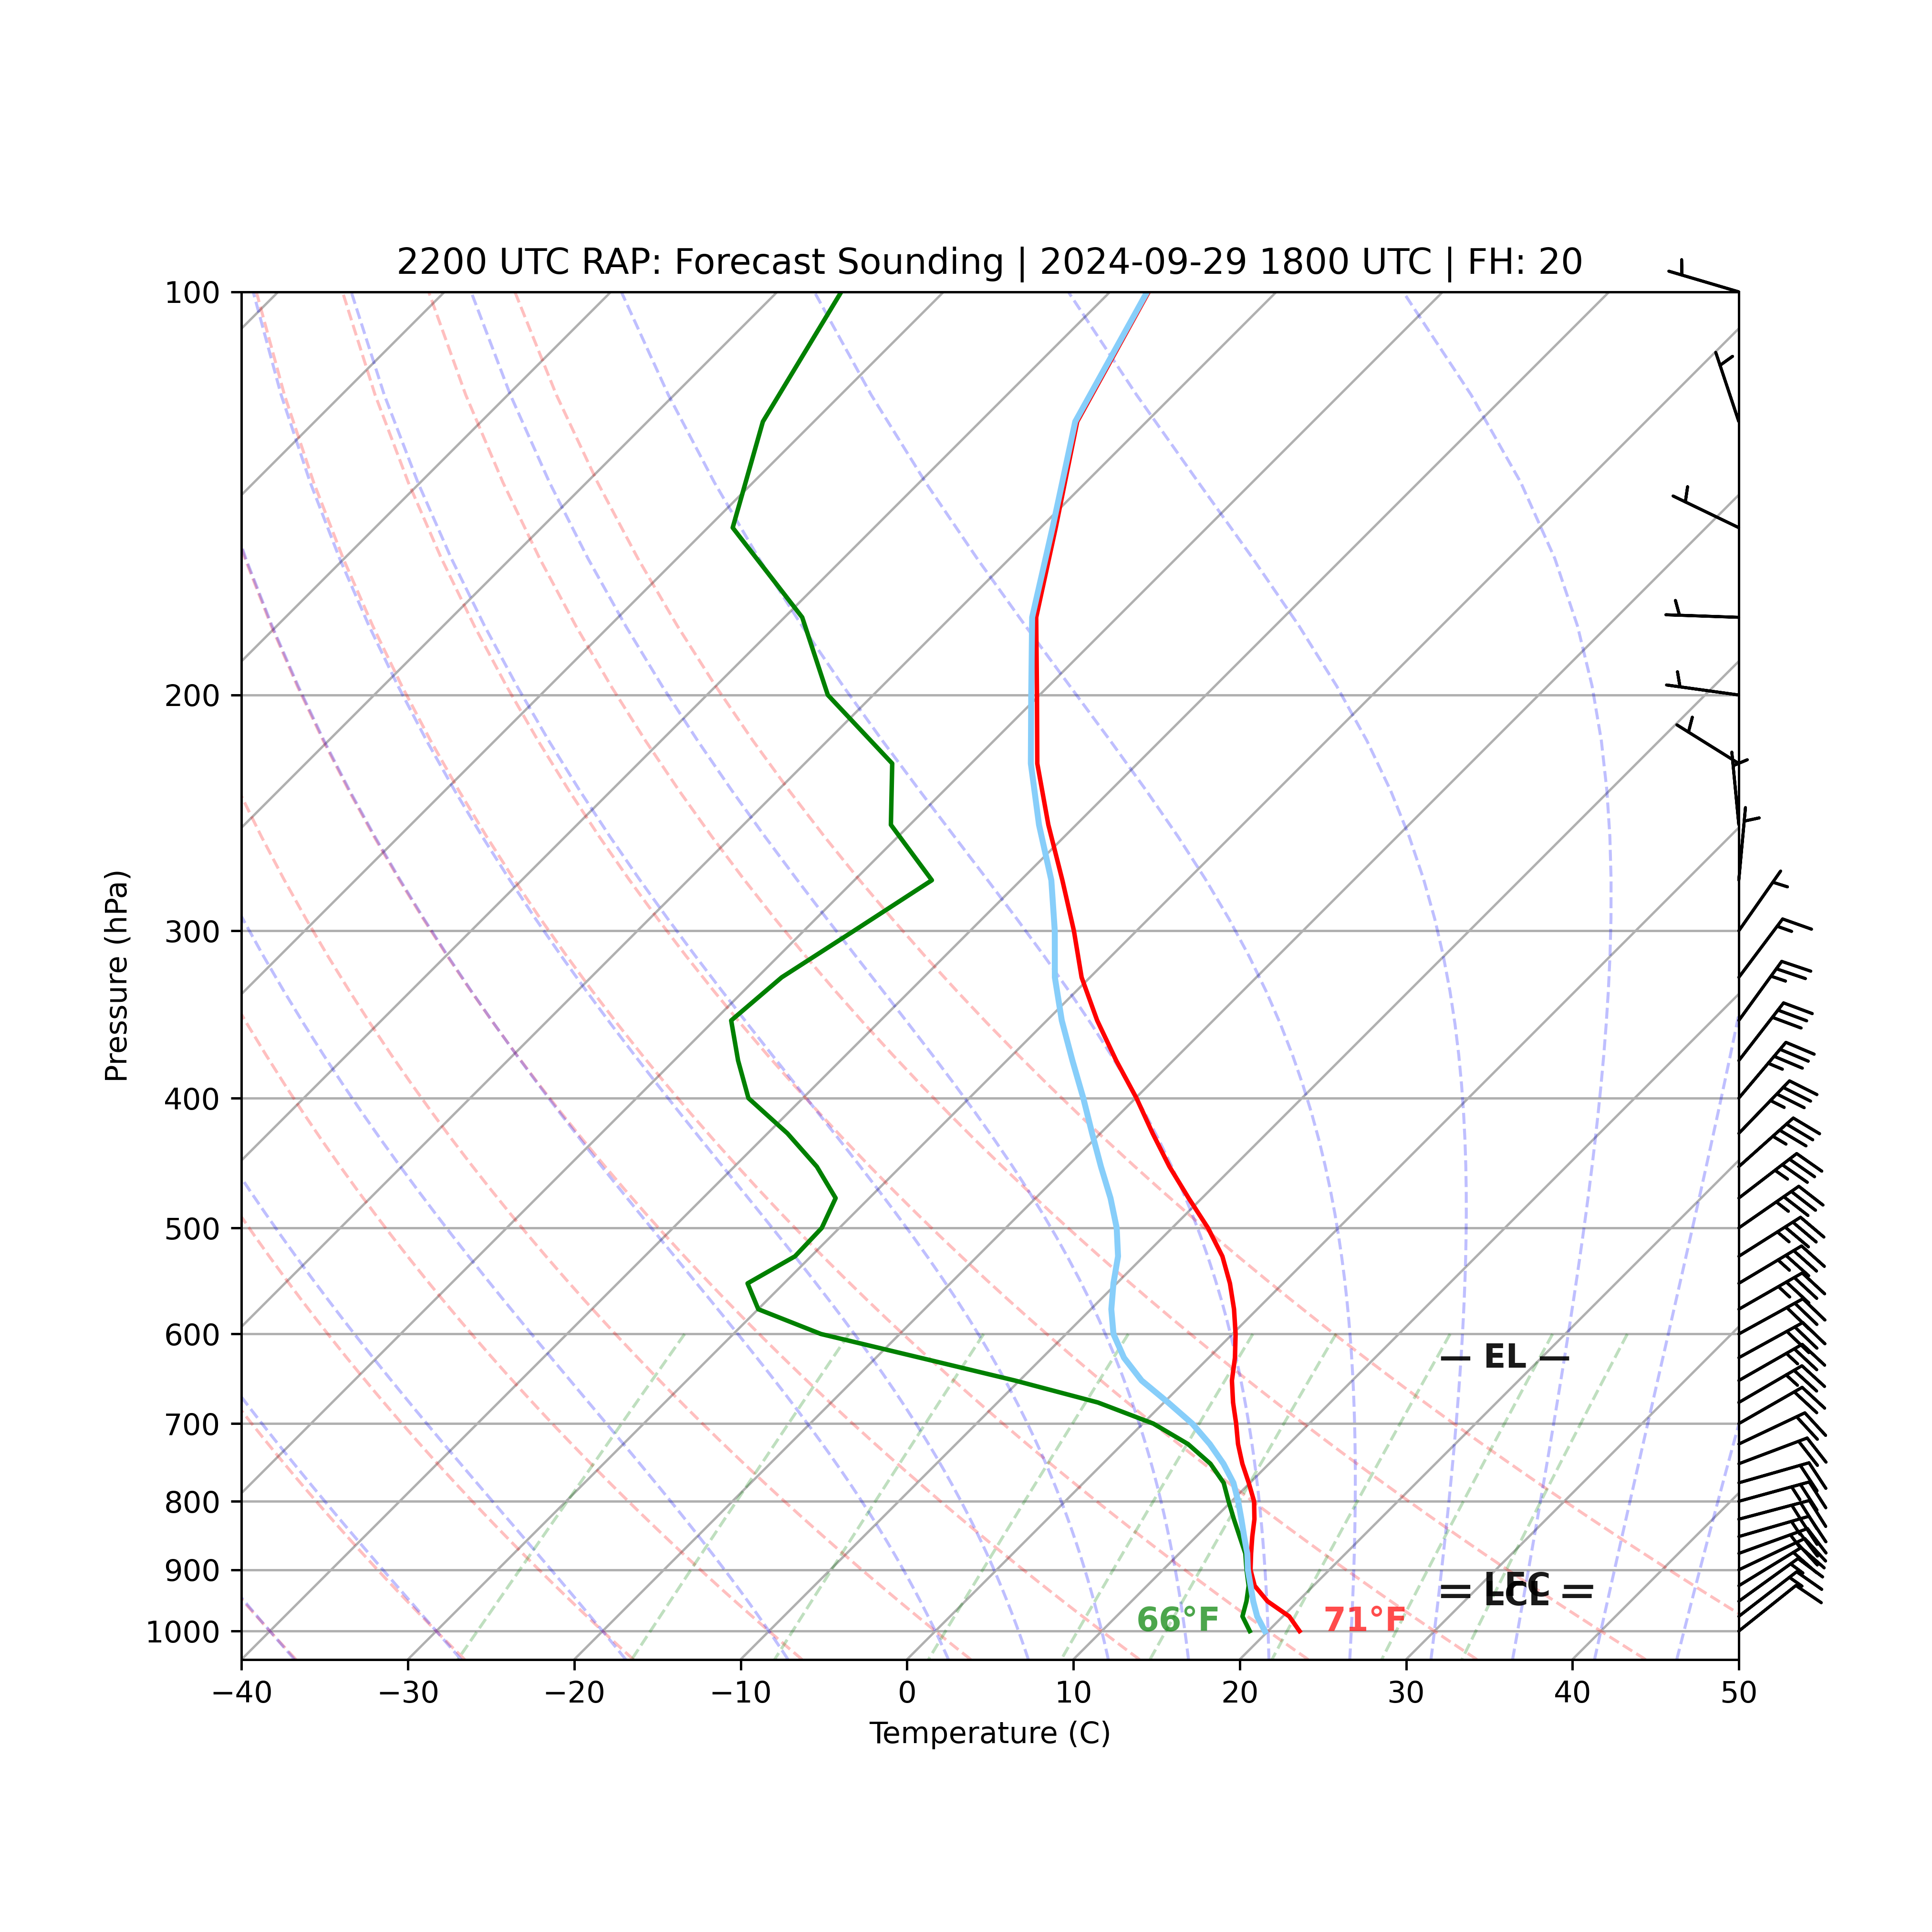 2200 UTC RAP: Forecast Sounding | 2024-09-29 1800 UTC | FH: 20
100
200
300
400
500
600
700
800
900
1000
Pressure (hPa)
— EL —
— LFC —
— LCL —
66°F
71°F
−40 −30 −20 −10 0 10 20 30 40 50
Temperature (C)